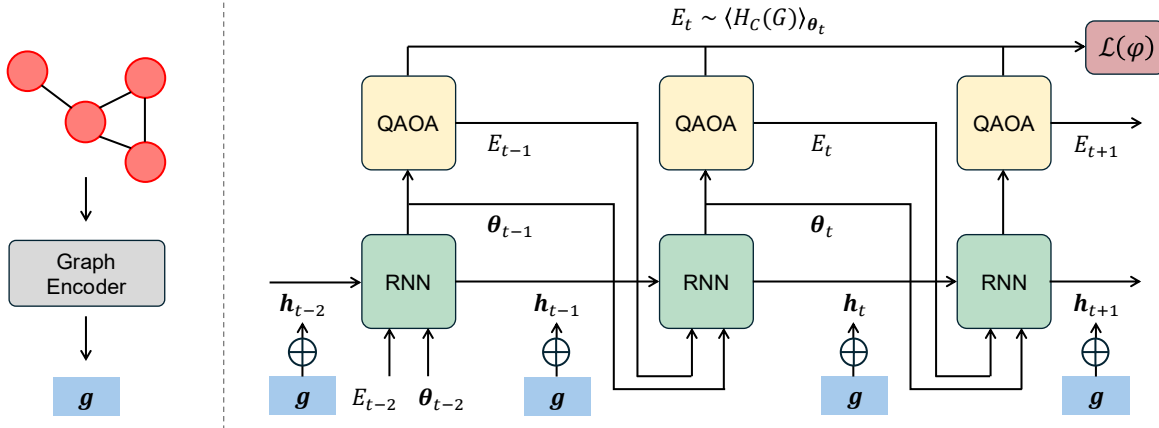 Graph
Encoder
g
E_t ~ ⟨H_C(G)⟩_θ_t
ℒ(φ)
QAOA
QAOA
QAOA
E_{t-1}
E_t
E_{t+1}
θ_{t-1}
θ_t
RNN
RNN
RNN
h_{t-2}
h_{t-1}
h_t
h_{t+1}
g
E_{t-2}
θ_{t-2}
g
g
g